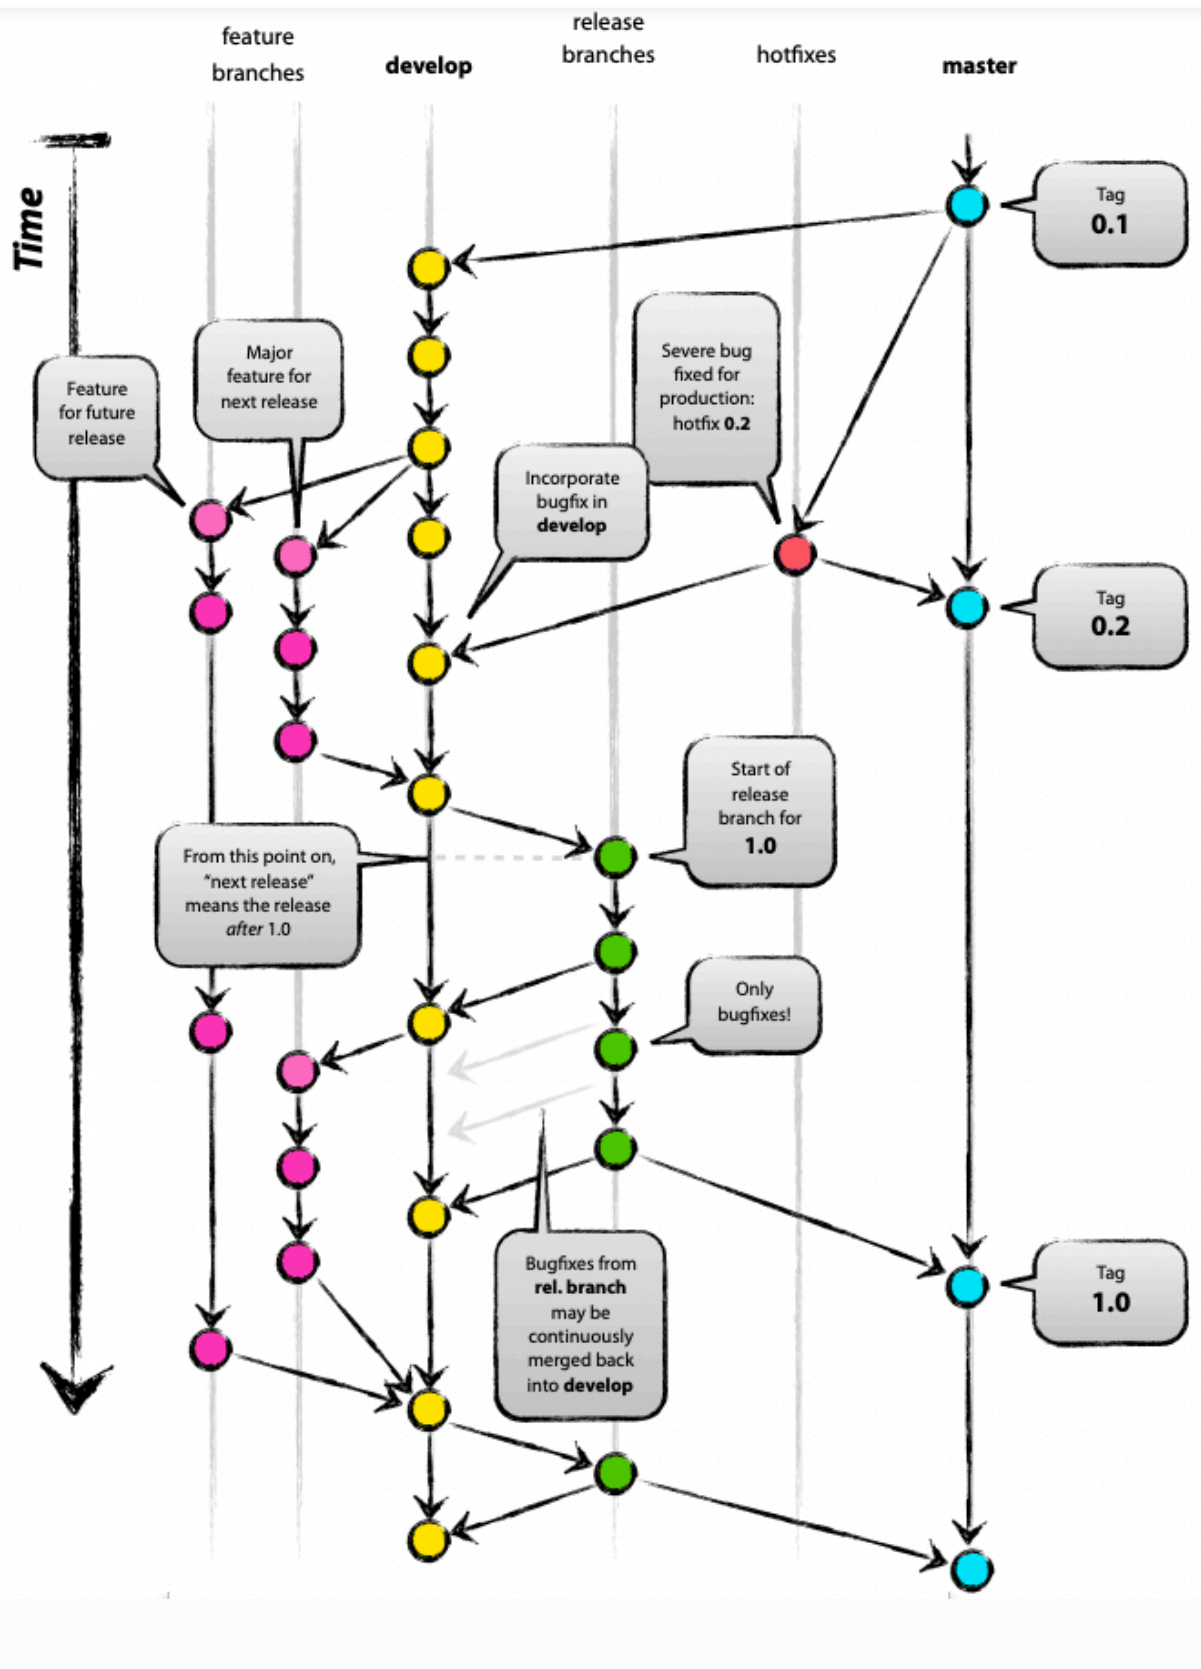 feature
branches
develop
release
branches
hotfixes
master
Time
Tag
0.1
Feature
for future
release
Major
feature for
next release
Severe bug
fixed for
production:
hotfix 0.2
Incorporate
bugfix in
develop
Tag
0.2
Start of
release
branch for
1.0
From this point on,
“next release”
means the release
after 1.0
Only
bugfixes!
Bugfixes from
rel. branch
may be
continuously
merged back
into develop
Tag
1.0